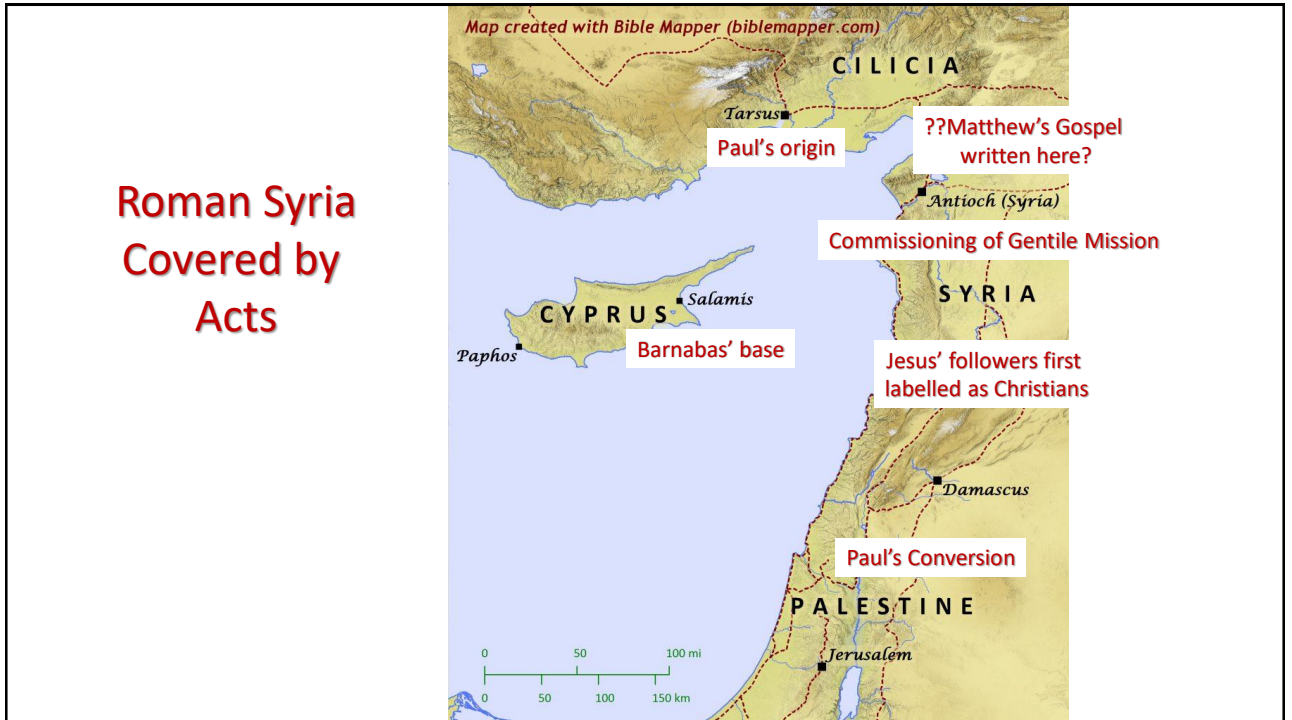 Roman Syria
Covered by
Acts
Map created with Bible Mapper (biblemapper.com)
CILICIA
Tarsus
??Matthew's Gospel
written here?
Paul's origin
Antioch (Syria)
Commissioning of Gentile Mission
SYRIA
Salamis
CYPRUS
Barnabas' base
Paphos
Jesus' followers first
labelled as Christians
Damascus
Paul's Conversion
PALESTINE
Jerusalem
0 50 100 mi
0 50 100 150 km